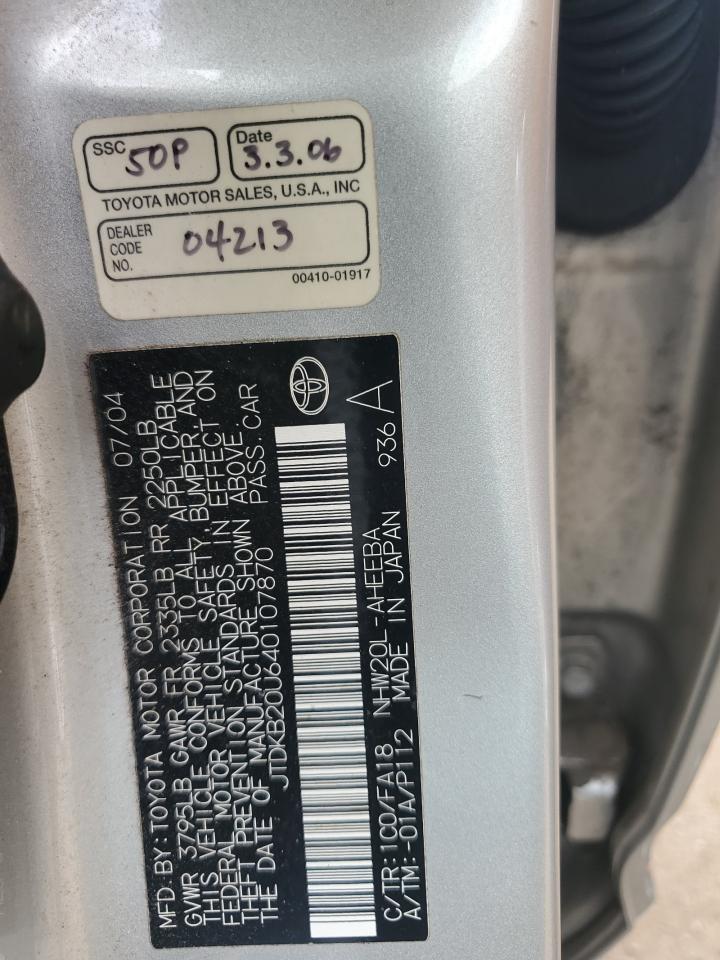 SSC 50P
Date 3.3.06
TOYOTA MOTOR SALES, U.S.A., INC
DEALER CODE NO. 04213
00410-01917
MFD. BY: TOYOTA MOTOR CORPORATION 07/04
GVWR 3795LB GAWR FR 2335LB RR 2250LB
THIS VEHICLE CONFORMS TO ALL APPLICABLE
FEDERAL MOTOR VEHICLE SAFETY, BUMPER, AND
THEFT PREVENTION STANDARDS IN EFFECT ON
THE DATE OF MANUFACTURE SHOWN ABOVE
JTDKB20U640107870 PASS. CAR
C/TR: 1C0/FA18 NHW20L-AHEEBA 936 A
A/TM: -01A/P112 MADE IN JAPAN